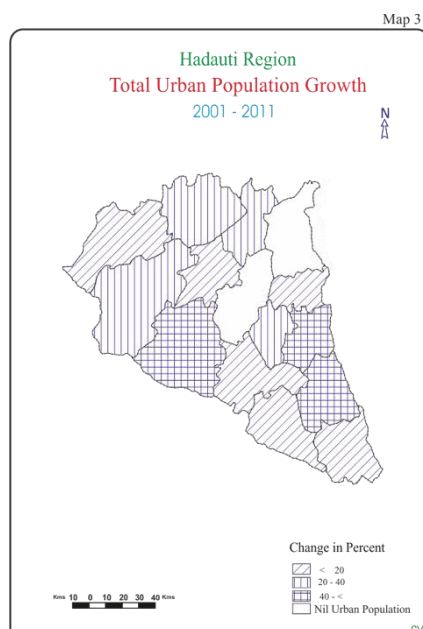 Map 3
Hadauti Region
Total Urban Population Growth
2001 - 2011
N
Change in Percent
< 20
20 - 40
40 - <
Nil Urban Population
Kms 10 0 10 20 30 40 Kms